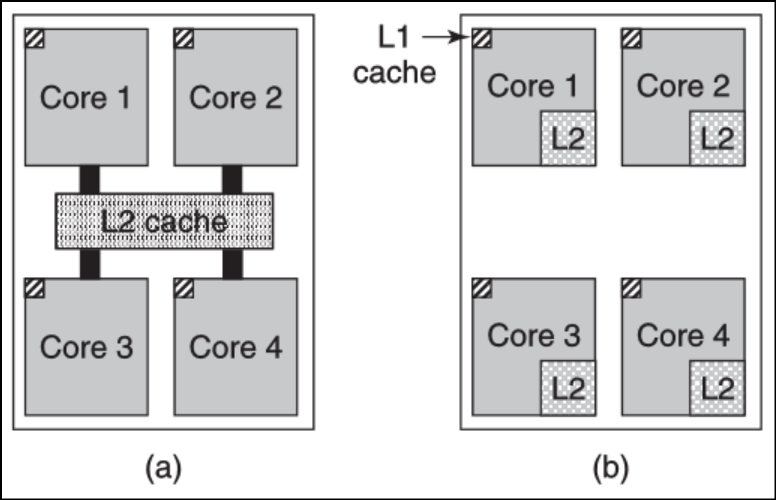 Core 1
Core 2
L2 cache
Core 3
Core 4
(a)
L1
cache
Core 1
L2
Core 2
L2
Core 3
L2
Core 4
L2
(b)